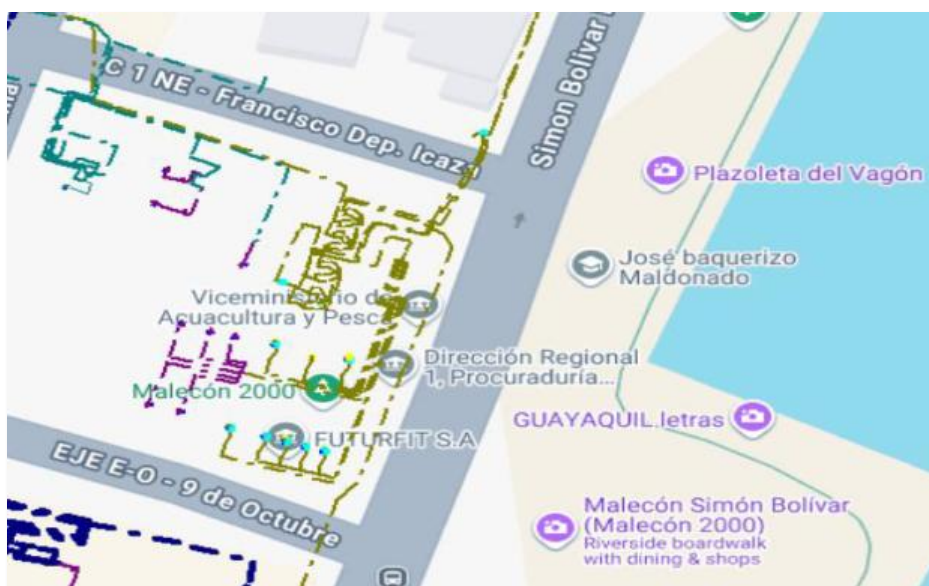 C 1 NE - Francisco Dep. Icaza
Simon Bolivar
Plazoleta del Vagón
José baquerizo
Maldonado
Viceministerio de
Acuacultura y Pesca
Dirección Regional
1, Procuraduría...
Malecón 2000
GUAYAQUIL.letras
FUTURFIT S.A
EJE E-O - 9 de Octubre
Malecón Simón Bolívar
(Malecón 2000)
Riverside boardwalk
with dining & shops